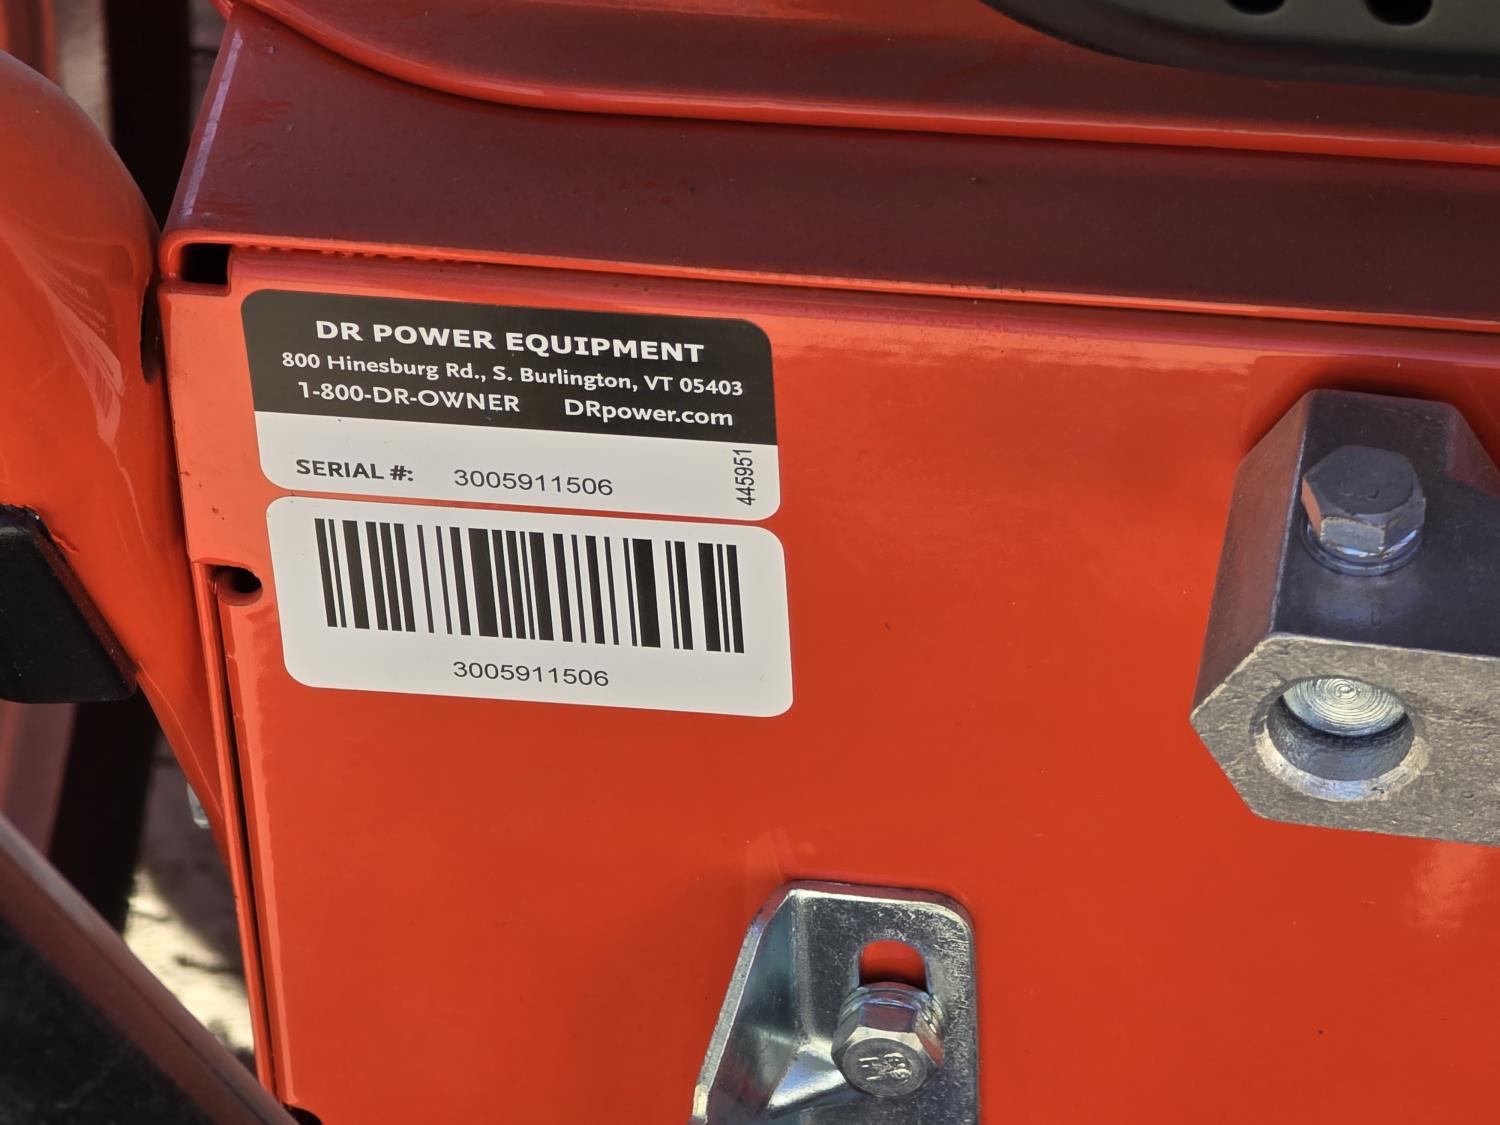 DR POWER EQUIPMENT
800 Hinesburg Rd., S. Burlington, VT 05403
1-800-DR-OWNER DRpower.com
SERIAL #: 3005911506
445951
3005911506